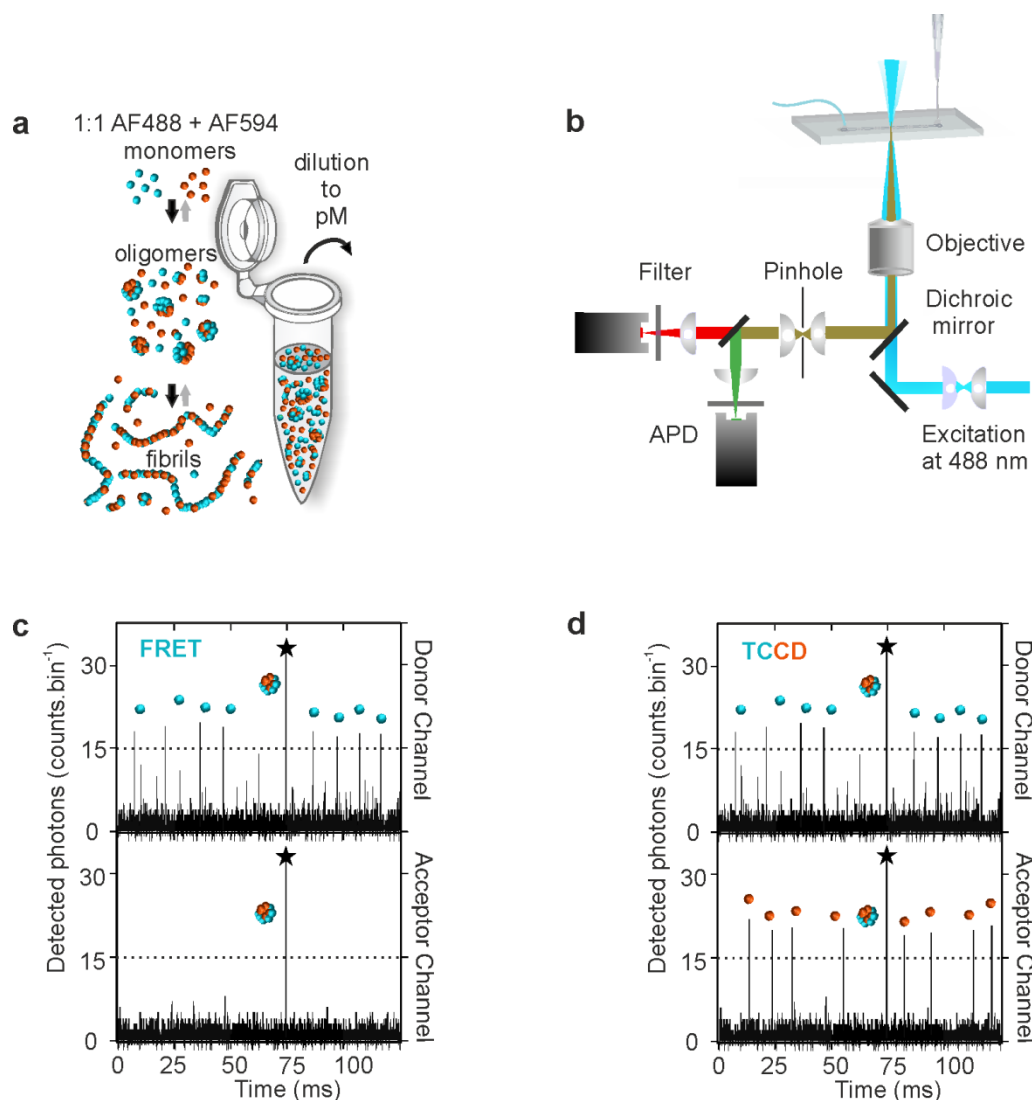 a
1:1 AF488 + AF594
monomers
dilution
to
pM
oligomers
fibrils
b
Objective
Filter
Pinhole
Dichroic
mirror
APD
Excitation
at 488 nm
c
FRET
Detected photons (counts.bin⁻¹)
30
15
0
30
15
0
Donor Channel
Acceptor Channel
0 25 50 75 100
Time (ms)
d
TCCD
Detected photons (counts.bin⁻¹)
30
15
0
30
15
0
Donor Channel
Acceptor Channel
0 25 50 75 100
Time (ms)